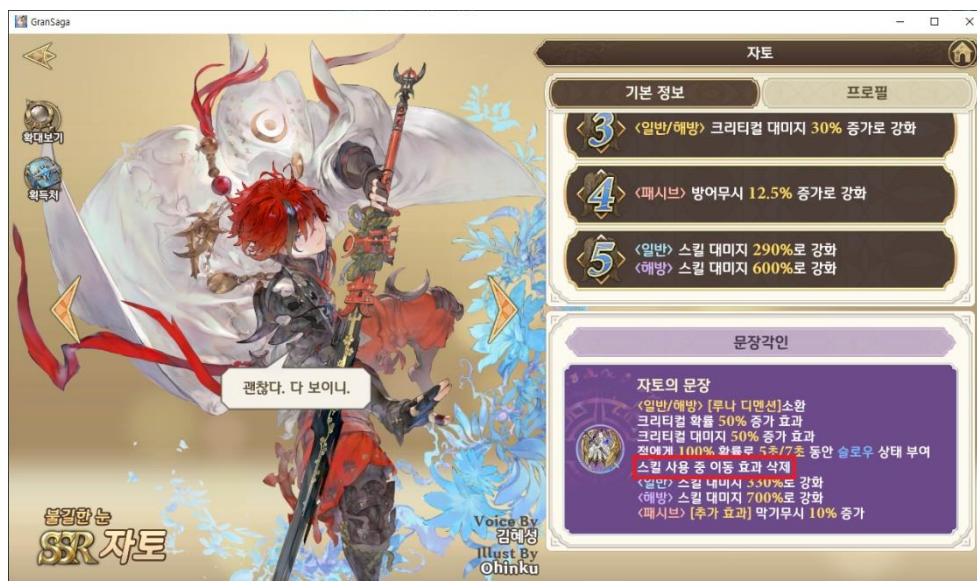 GranSaga
자토
기본 정보
프로필
확대보기
획득처
3 <일반/해방> 크리티컬 대미지 30% 증가로 강화
4 <패시브> 방어무시 12.5% 증가로 강화
5 <일반> 스킬 대미지 290%로 강화
<해방> 스킬 대미지 600%로 강화
괜찮다. 다 보이니.
문장각인
자토의 문장
<일반/해방> [루나 디멘션]소환
크리티컬 확률 50% 증가 효과
크리티컬 대미지 50% 증가 효과
적에게 100% 확률로 5초/7초 동안 슬로우 상태 부여
스킬 사용 중 이동 효과 삭제
<일반> 스킬 대미지 330%로 강화
<해방> 스킬 대미지 700%로 강화
<패시브> [추가 효과] 막기무시 10% 증가
불길한 눈
SSR 자토
Voice By
김혜성
Illust By
Ohinku